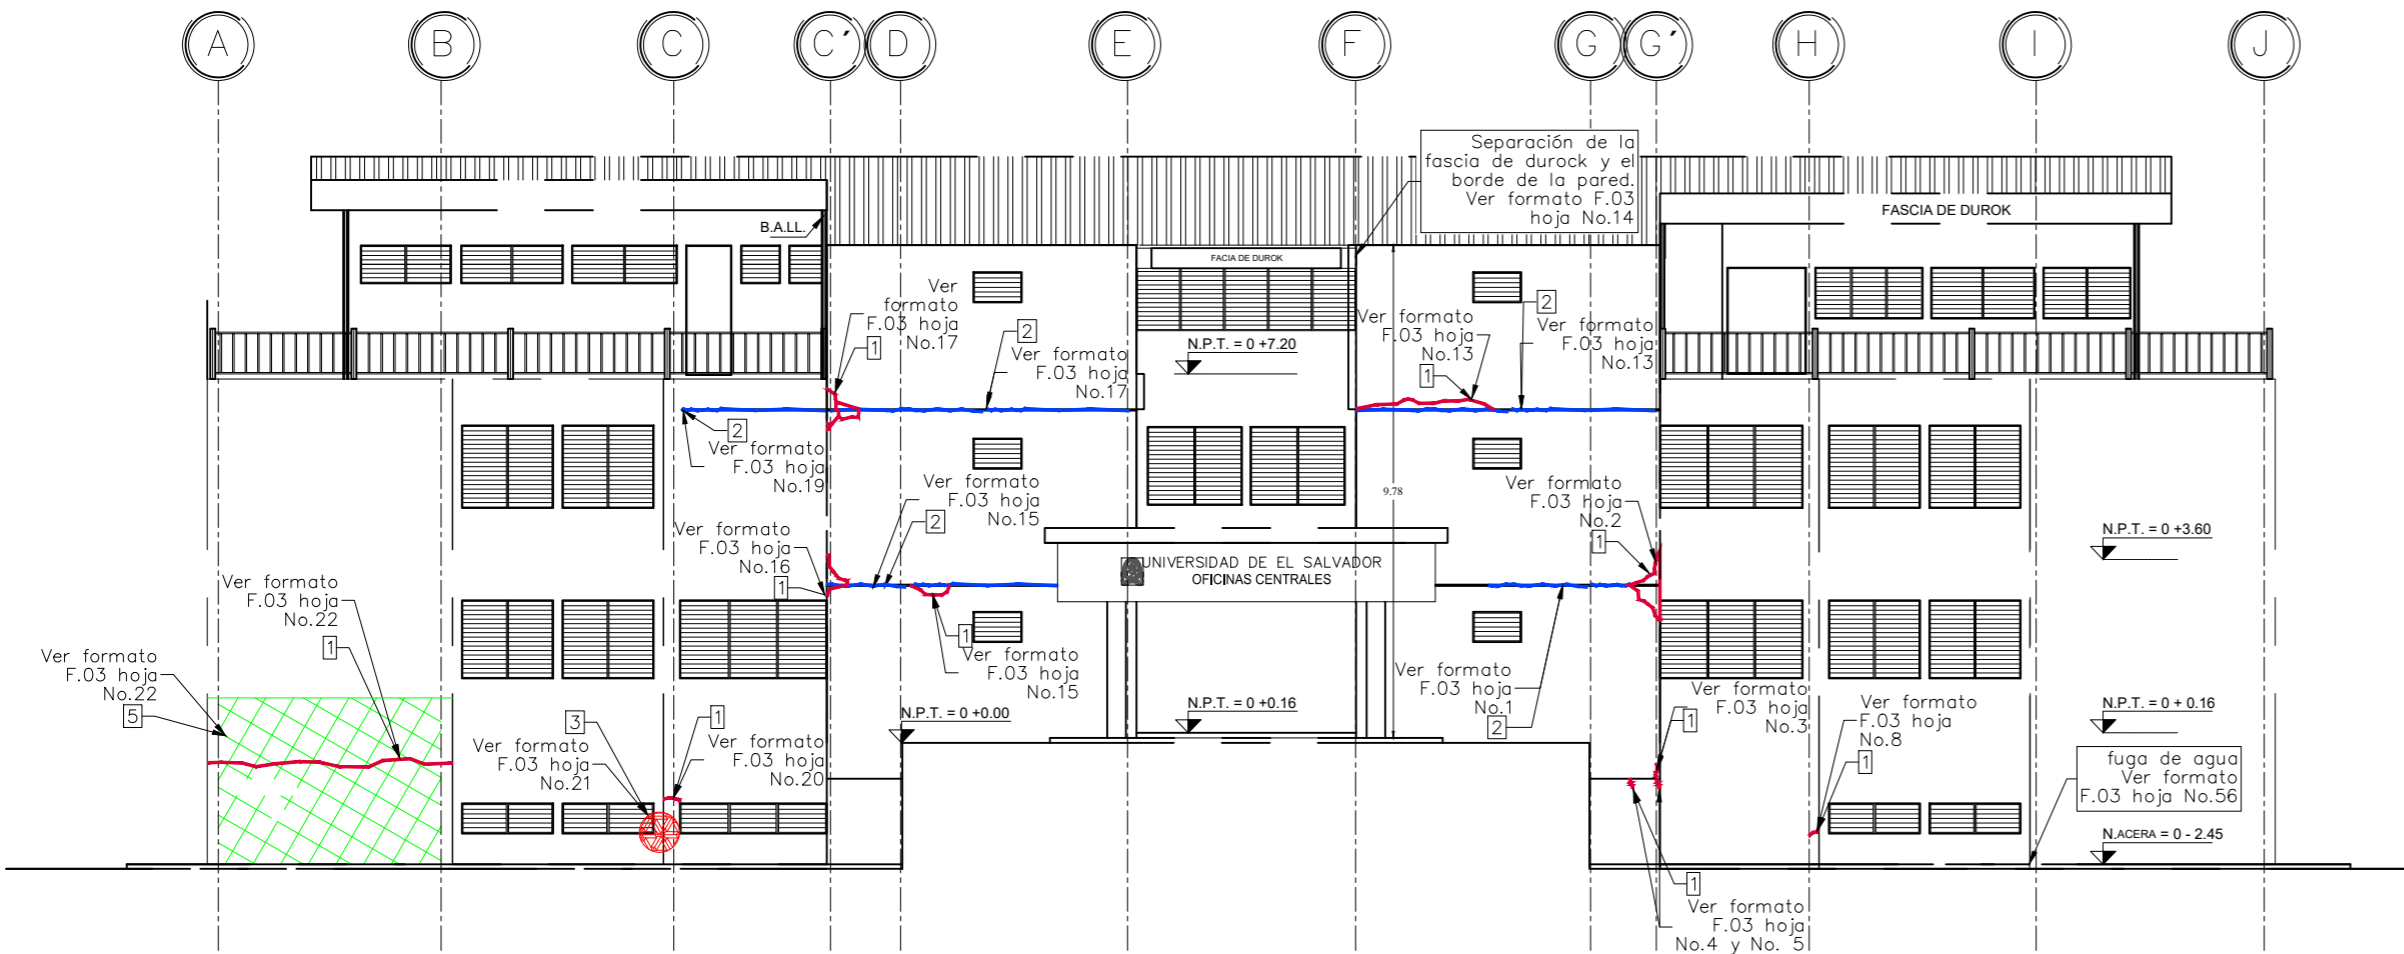 A
B
C
C´
D
E
F
G
G´
H
I
J
Separación de la
fascia de durock y el
borde de la pared.
Ver formato F.03
hoja No.14
FASCIA DE DUROK
B.A.LL.
FACIA DE DUROK
Ver
formato
F.03 hoja
No.17
1
2
Ver formato
F.03 hoja
No.17
N.P.T. = 0 +7.20
Ver formato
F.03 hoja
No.13
1
2
Ver formato
F.03 hoja
No.13
2
Ver formato
F.03 hoja
No.19
Ver formato
F.03 hoja
No.15
2
9.78
Ver formato
F.03 hoja
No.2
1
Ver formato
F.03 hoja
No.16
1
N.P.T. = 0 +3.60
UNIVERSIDAD DE EL SALVADOR
OFICINAS CENTRALES
Ver formato
F.03 hoja
No.22
1
1
Ver formato
F.03 hoja
No.15
Ver formato
F.03 hoja
No.1
2
Ver formato
F.03 hoja
No.22
5
3
Ver formato
F.03 hoja
No.21
1
Ver formato
F.03 hoja
No.20
N.P.T. = 0 +0.00
N.P.T. = 0 +0.16
Ver formato
F.03 hoja
No.3
1
Ver formato
F.03 hoja
No.8
1
N.P.T. = 0 + 0.16
fuga de agua
Ver formato
F.03 hoja No.56
N.ACERA = 0 - 2.45
1
Ver formato
F.03 hoja
No.4 y No. 5